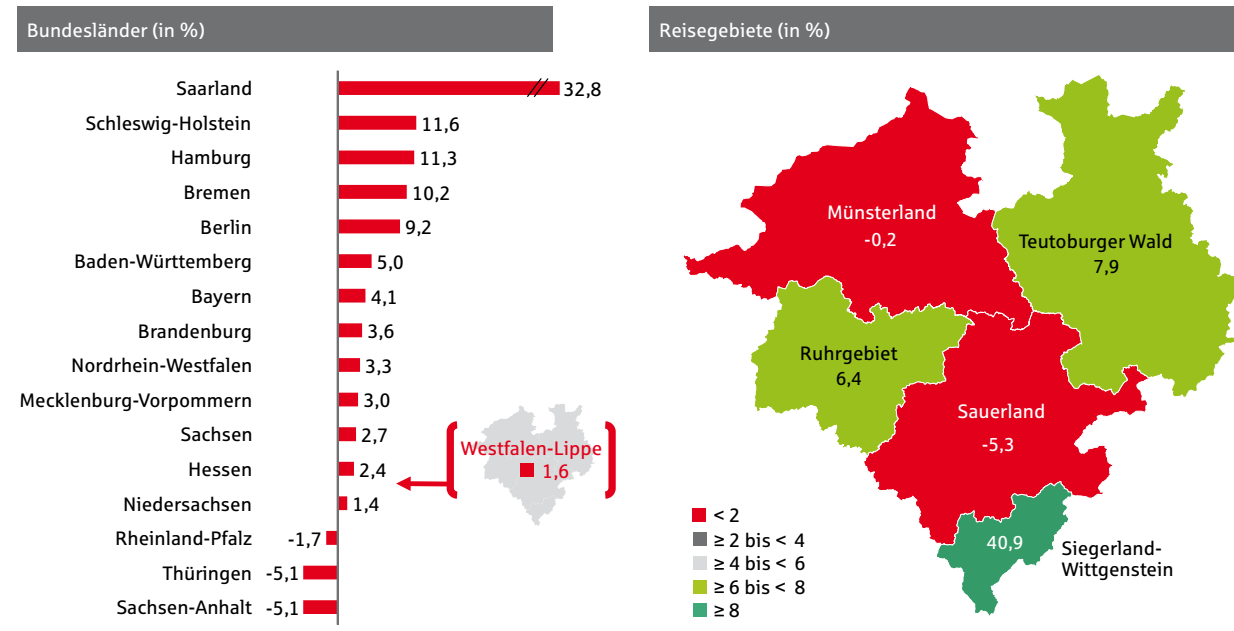 Bundesländer (in %)
Saarland 32,8
Schleswig-Holstein 11,6
Hamburg 11,3
Bremen 10,2
Berlin 9,2
Baden-Württemberg 5,0
Bayern 4,1
Brandenburg 3,6
Nordrhein-Westfalen 3,3
Mecklenburg-Vorpommern 3,0
Sachsen 2,7
Hessen 2,4
Niedersachsen 1,4
Rheinland-Pfalz -1,7
Thüringen -5,1
Sachsen-Anhalt -5,1
Westfalen-Lippe
1,6
Reisegebiete (in %)
Münsterland
-0,2
Teutoburger Wald
7,9
Ruhrgebiet
6,4
Sauerland
-5,3
40,9
Siegerland-
Wittgenstein
< 2
≥ 2 bis < 4
≥ 4 bis < 6
≥ 6 bis < 8
≥ 8